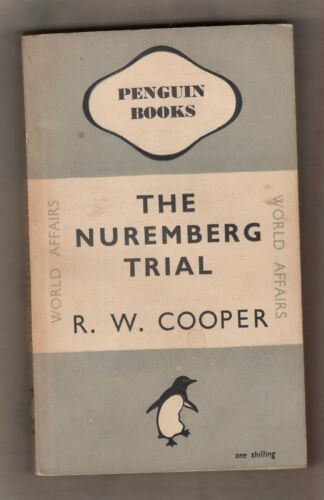 PENGUIN
BOOKS
WORLD AFFAIRS
THE
NUREMBERG
TRIAL
R. W. COOPER
WORLD AFFAIRS
one shilling